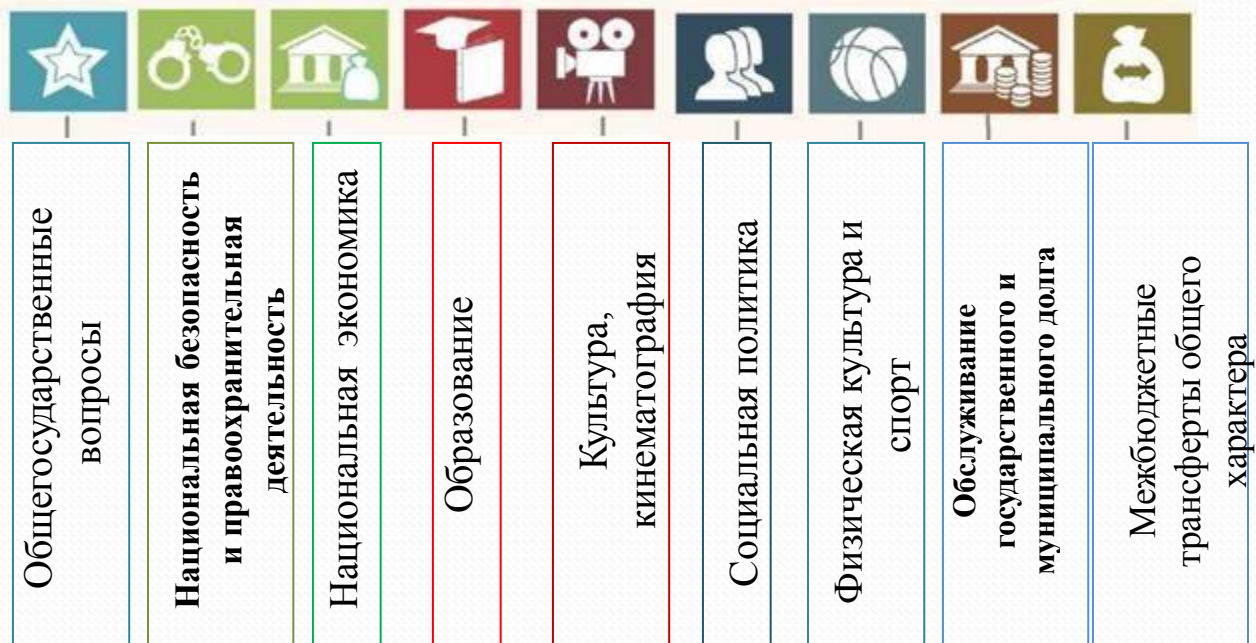 Общегосударственные
вопросы
Национальная безопасность
и правоохранительная
деятельность
Национальная экономика
Образование
Культура,
кинематография
Социальная политика
Физическая культура и
спорт
Обслуживание
государственного и
муниципального долга
Межбюджетные
трансферты общего
характера